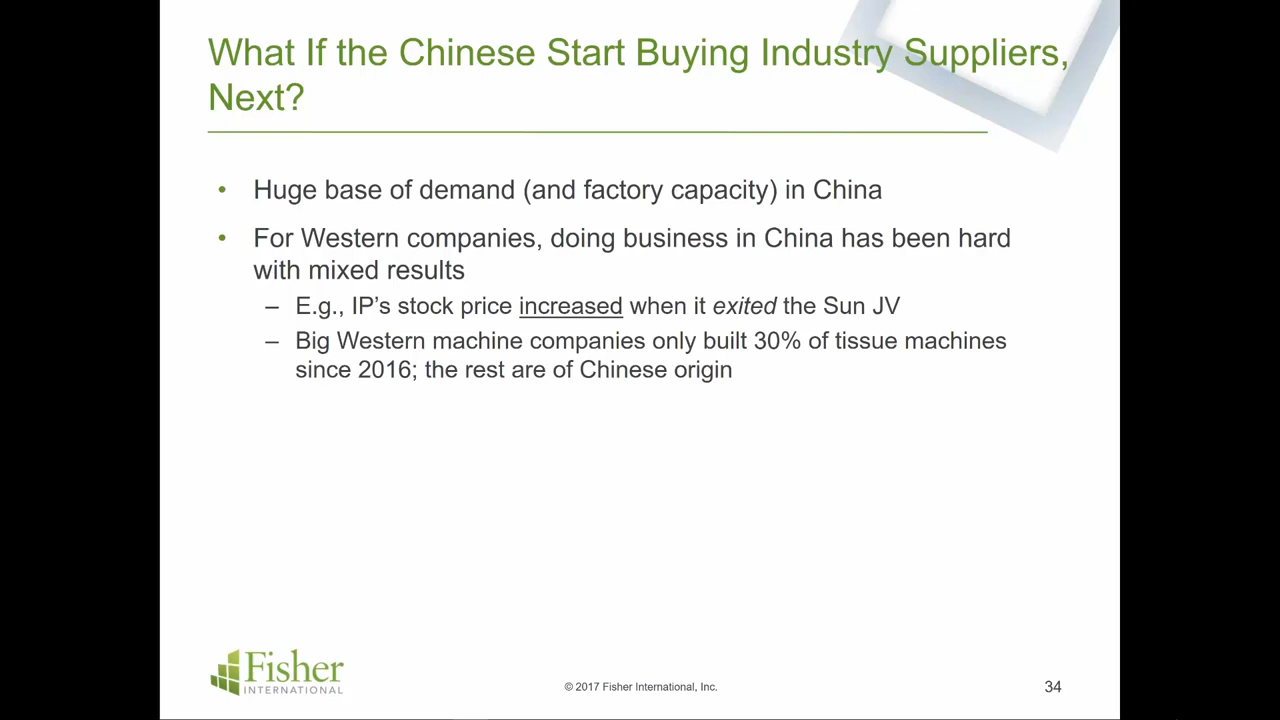 What If the Chinese Start Buying Industry Suppliers,
Next?
• Huge base of demand (and factory capacity) in China
• For Western companies, doing business in China has been hard
with mixed results
– E.g., IP’s stock price increased when it exited the Sun JV
– Big Western machine companies only built 30% of tissue machines
since 2016; the rest are of Chinese origin
Fisher
INTERNATIONAL
© 2017 Fisher International, Inc.
34